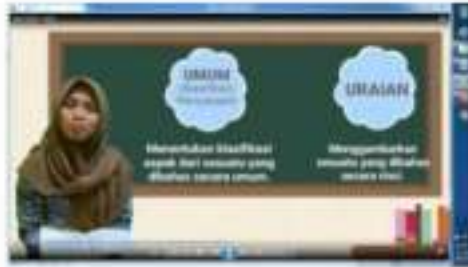 UMUM
URAIAN
Menentukan klasifikasi
aspek dari sesuatu yang
dibahas secara umum
Menggambarkan
sesuatu yang dibahas
secara rinci